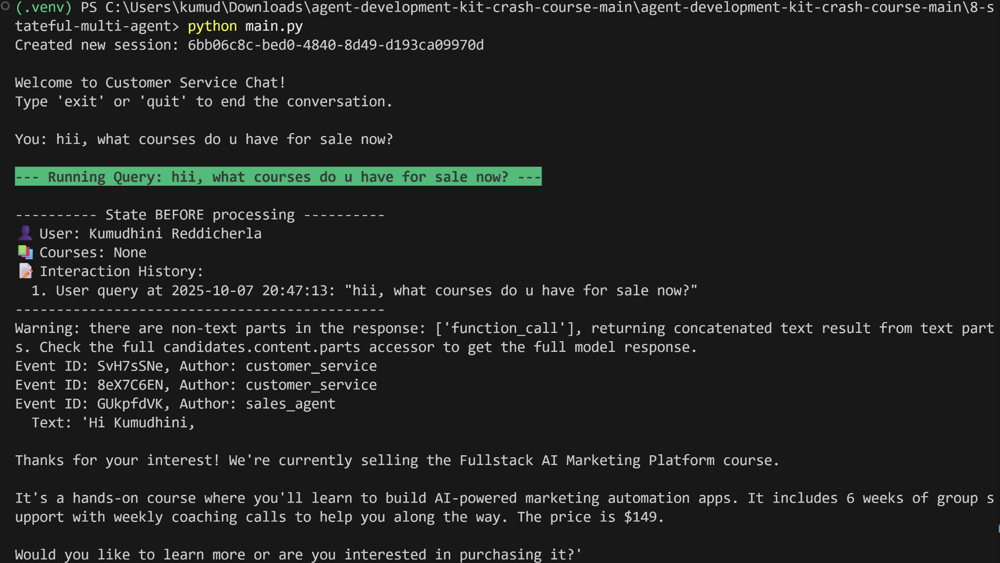 (.venv) PS C:\Users\kumud\Downloads\agent-development-kit-crash-course-main\agent-development-kit-crash-course-main\8-s
tateful-multi-agent> python main.py
Created new session: 6bb06c8c-bed0-4840-8d49-d193ca09970d
Welcome to Customer Service Chat!
Type 'exit' or 'quit' to end the conversation.
You: hii, what courses do u have for sale now?
--- Running Query: hii, what courses do u have for sale now? ---
---------- State BEFORE processing ----------
👤 User: Kumudhini Reddicherla
📚 Courses: None
📝 Interaction History:
  1. User query at 2025-10-07 20:47:13: "hii, what courses do u have for sale now?"
---------------------------------------------
Warning: there are non-text parts in the response: ['function_call'], returning concatenated text result from text part
s. Check the full candidates.content.parts accessor to get the full model response.
Event ID: SvH7sSNe, Author: customer_service
Event ID: 8eX7C6EN, Author: customer_service
Event ID: GUkpfdVK, Author: sales_agent
  Text: 'Hi Kumudhini,
Thanks for your interest! We're currently selling the Fullstack AI Marketing Platform course.
It's a hands-on course where you'll learn to build AI-powered marketing automation apps. It includes 6 weeks of group s
upport with weekly coaching calls to help you along the way. The price is $149.
Would you like to learn more or are you interested in purchasing it?'